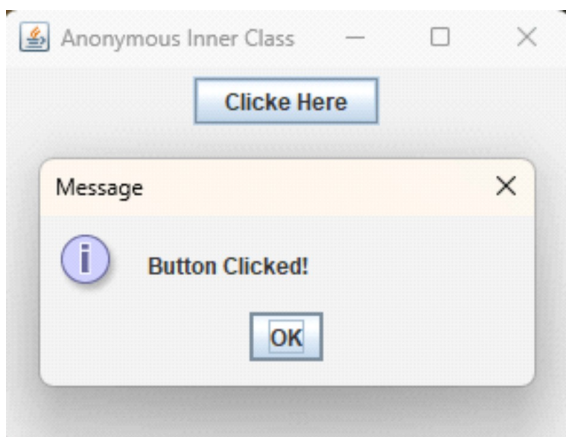 Anonymous Inner Class
Clicke Here
Message
Button Clicked!
OK